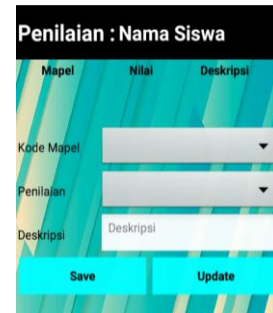 Penilaian : Nama Siswa
Mapel Nilai Deskripsi
Kode Mapel
Penilaian
Deskripsi Deskripsi
Save Update